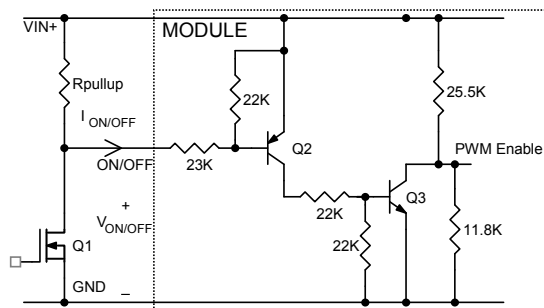 VIN+
MODULE
Rpullup
22K
25.5K
I ON/OFF
PWM Enable
ON/OFF
23K
Q2
+
22K
Q3
V ON/OFF
22K
11.8K
Q1
GND
_